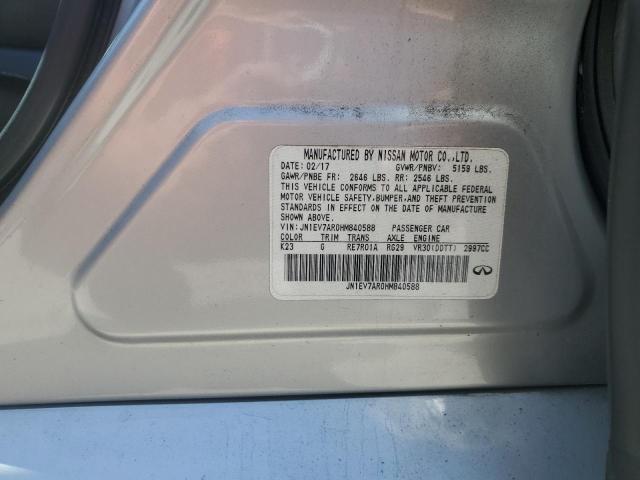 MANUFACTURED BY NISSAN MOTOR CO.,LTD.
DATE: 02/17 GVWR/PNBV: 5159 LBS.
GAWR/PNBE FR: 2646 LBS. RR: 2546 LBS.
THIS VEHICLE CONFORMS TO ALL APPLICABLE FEDERAL
MOTOR VEHICLE SAFETY,BUMPER,AND THEFT PREVENTION
STANDARDS IN EFFECT ON THE DATE OF MANUFACTURE
SHOWN ABOVE.
VIN: JN1EV7AR0HM840588 PASSENGER CAR
COLOR TRIM TRANS AXLE ENGINE
K23 G RE7R01A RG29 VR30(DDTT) 2997CC
JN1EV7AR0HM840588